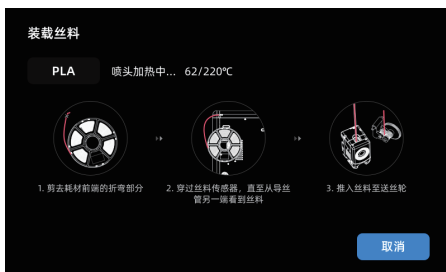 装载丝料
PLA 喷头加热中... 62/220℃
1. 剪去耗材前端的折弯部分
2. 穿过丝料传感器，直至从导丝
管另一端看到丝料
3. 推入丝料至送丝轮
取消